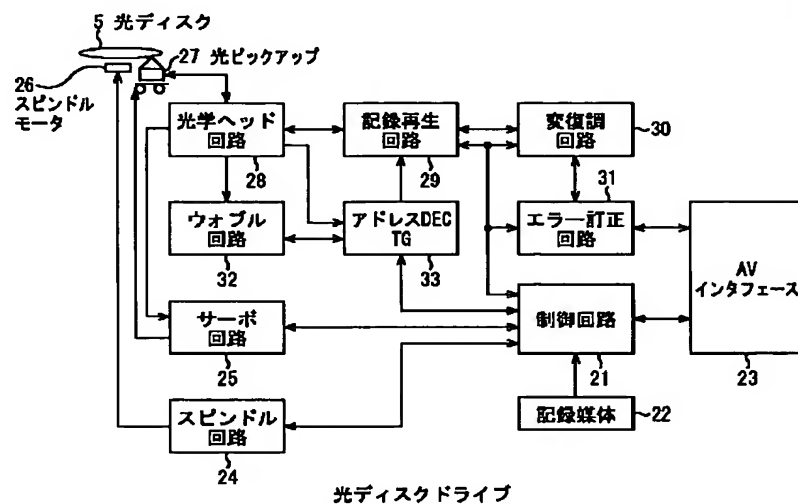 5 光ディスク
27 光ピックアップ
26
スピンドル
モータ
光学ヘッド
回路
28
記録再生
回路
29
変復調
回路
30
ウォブル
回路
32
アドレスDEC
TG
33
31
エラー訂正
回路
サーボ
回路
25
制御回路
21
AV
インタフェース
23
スピンドル
回路
24
記録媒体
22
光ディスクドライブ